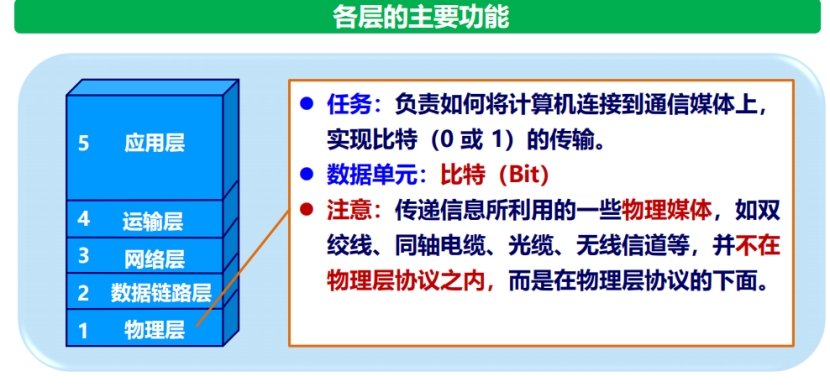 各层的主要功能
5 应用层
4 运输层
3 网络层
2 数据链路层
1 物理层
● 任务：负责如何将计算机连接到通信媒体上，
实现比特（0 或 1）的传输。
● 数据单元：比特（Bit）
● 注意：传递信息所利用的一些物理媒体，如双
绞线、同轴电缆、光缆、无线信道等，并不在
物理层协议之内，而是在物理层协议的下面。